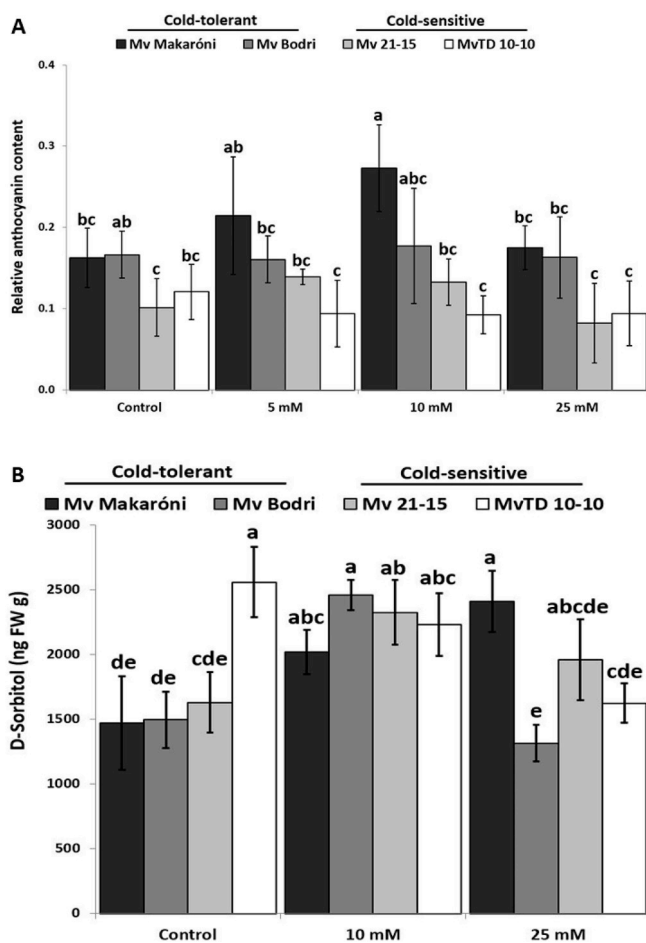 A
Cold-tolerant Cold-sensitive
Mv Makaróni Mv Bodri Mv 21-15 MvTD 10-10
Relative anthocyanin content
0.4
0.3
0.2
0.1
0.0
bc ab c bc
ab bc bc c
a abc bc c
bc bc c c
Control 5 mM 10 mM 25 mM
B
Cold-tolerant Cold-sensitive
Mv Makaróni Mv Bodri Mv 21-15 MvTD 10-10
D-Sorbitol (ng FW g)
3000
2500
2000
1500
1000
500
0
de de cde a
abc a ab abc
a e abcde cde
Control 10 mM 25 mM